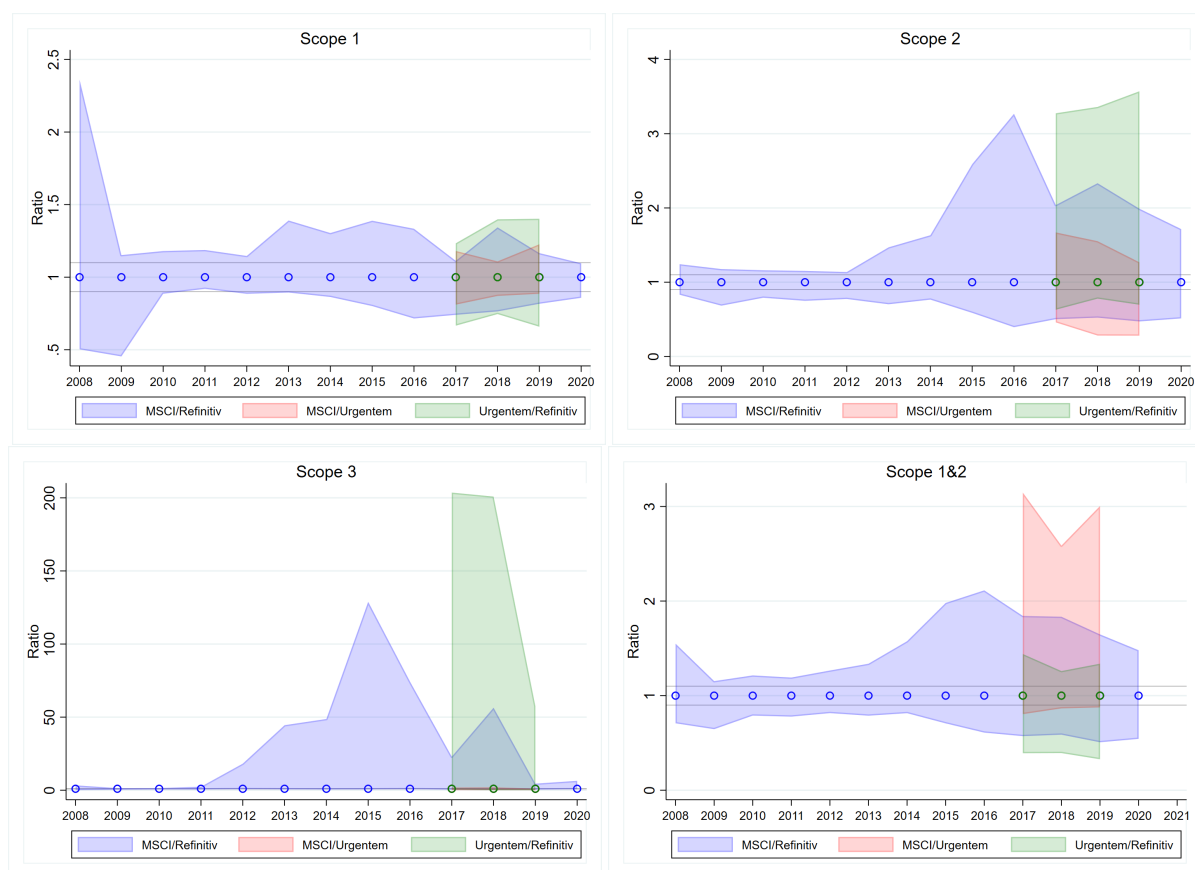 Scope 1
Ratio
2.5
2
1.5
1
.5
2008 2009 2010 2011 2012 2013 2014 2015 2016 2017 2018 2019 2020
MSCI/Refinitiv MSCI/Urgentem Urgentem/Refinitiv
Scope 2
Ratio
4
3
2
1
0
2008 2009 2010 2011 2012 2013 2014 2015 2016 2017 2018 2019 2020
MSCI/Refinitiv MSCI/Urgentem Urgentem/Refinitiv
Scope 3
Ratio
200
150
100
50
0
2008 2009 2010 2011 2012 2013 2014 2015 2016 2017 2018 2019 2020
MSCI/Refinitiv MSCI/Urgentem Urgentem/Refinitiv
Scope 1&2
Ratio
3
2
1
0
2008 2009 2010 2011 2012 2013 2014 2015 2016 2017 2018 2019 2020 2021
MSCI/Refinitiv MSCI/Urgentem Urgentem/Refinitiv